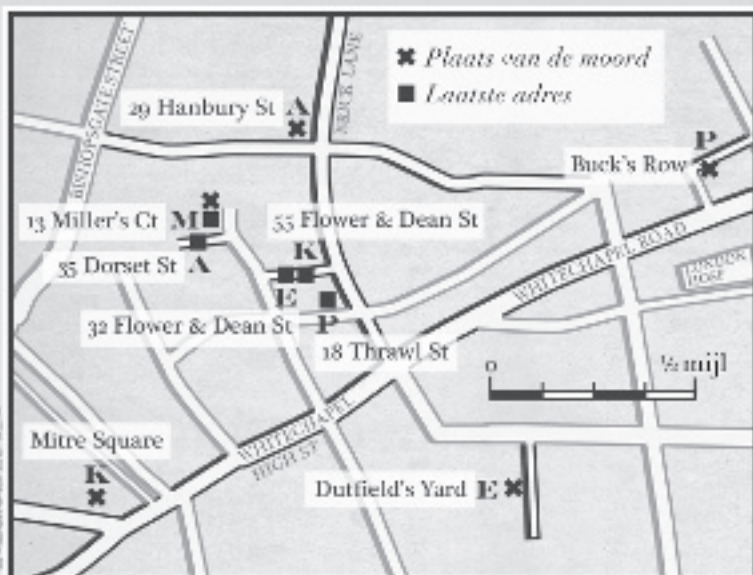 BISHOPSGATE STREET
BRICK LANE
✖ Plaats van de moord
■ Laatste adres
29 Hanbury St A
P
Buck's Row
13 Miller's Ct M
55 Flower & Dean St
K
35 Dorset St A
E
32 Flower & Dean St P
18 Thrawl St
WHITECHAPEL ROAD
LONDON
0 ½ mijl
Mitre Square
K
WHITECHAPEL
HIGH ST
Dutfield's Yard E